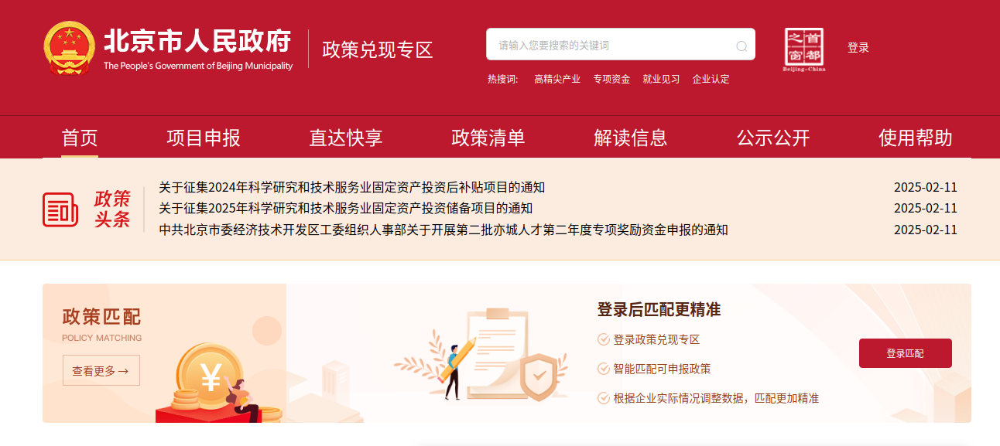 北京市人民政府
The People's Government of Beijing Municipality
政策兑现专区
请输入您要搜索的关键词
热搜词: 高精尖产业 专项资金 就业见习 企业认定
首都之窗
Beijing-China
登录
首页 项目申报 直达快享 政策清单 解读信息 公示公开 使用帮助
政策
头条
关于征集2024年科学研究和技术服务业固定资产投资后补贴项目的通知 2025-02-11
关于征集2025年科学研究和技术服务业固定资产投资储备项目的通知 2025-02-11
中共北京市委经济技术开发区工委组织人事部关于开展第二批亦城人才第二年度专项奖励资金申报的通知 2025-02-11
政策匹配
POLICY MATCHING
查看更多→
¥
登录后匹配更精准
登录政策兑现专区
智能匹配可申报政策
根据企业实际情况调整数据，匹配更加精准
登录匹配